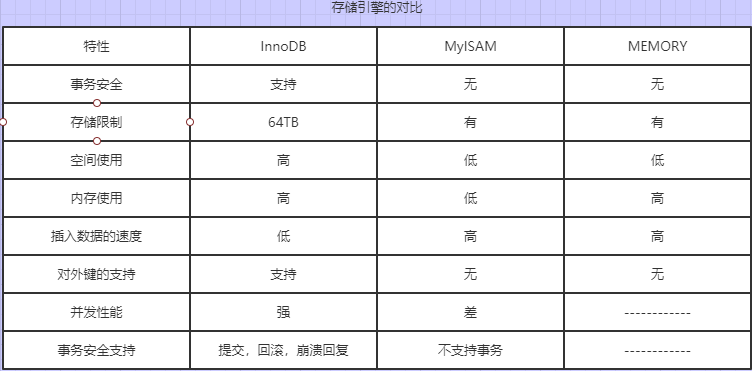 存储引擎的对比
特性 InnoDB MyISAM MEMORY
事务安全 支持 无 无
存储限制 64TB 有 有
空间使用 高 低 低
内存使用 高 低 高
插入数据的速度 低 高 高
对外键的支持 支持 无 无
并发性能 强 差 ------------
事务安全支持 提交，回滚，崩溃回复 不支持事务 ------------